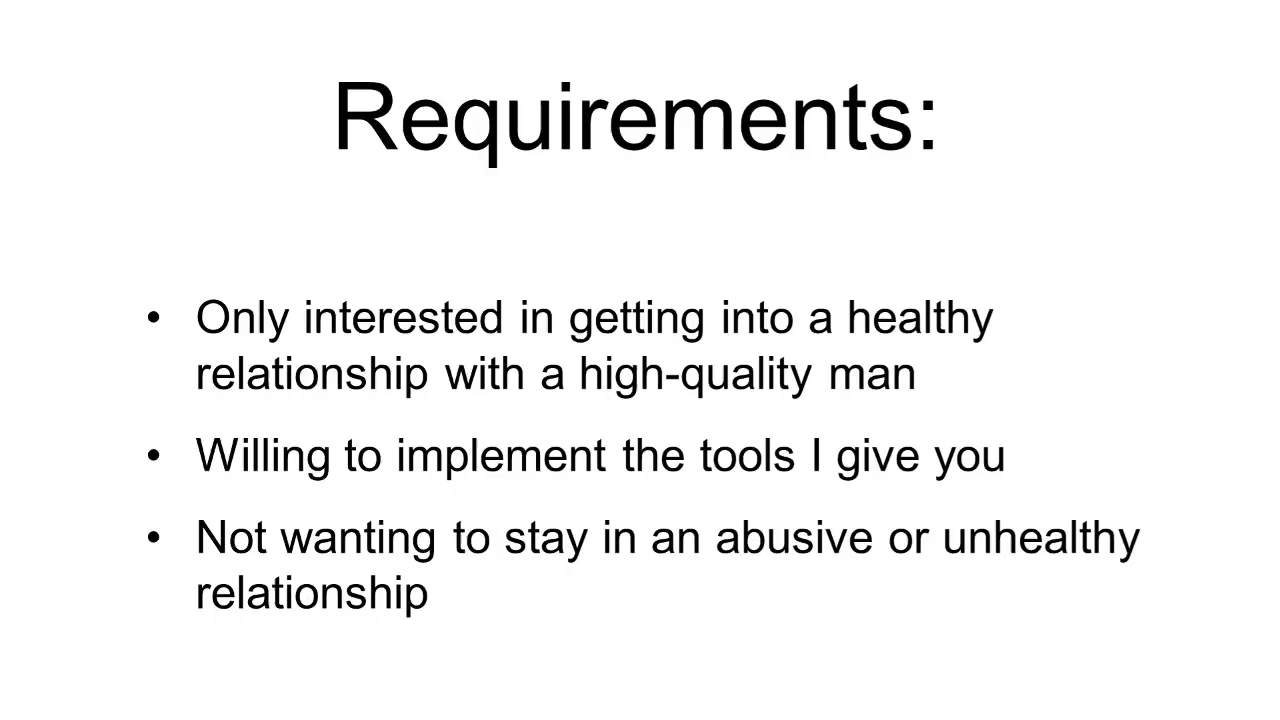 Requirements:
• Only interested in getting into a healthy
relationship with a high-quality man
• Willing to implement the tools I give you
• Not wanting to stay in an abusive or unhealthy
relationship